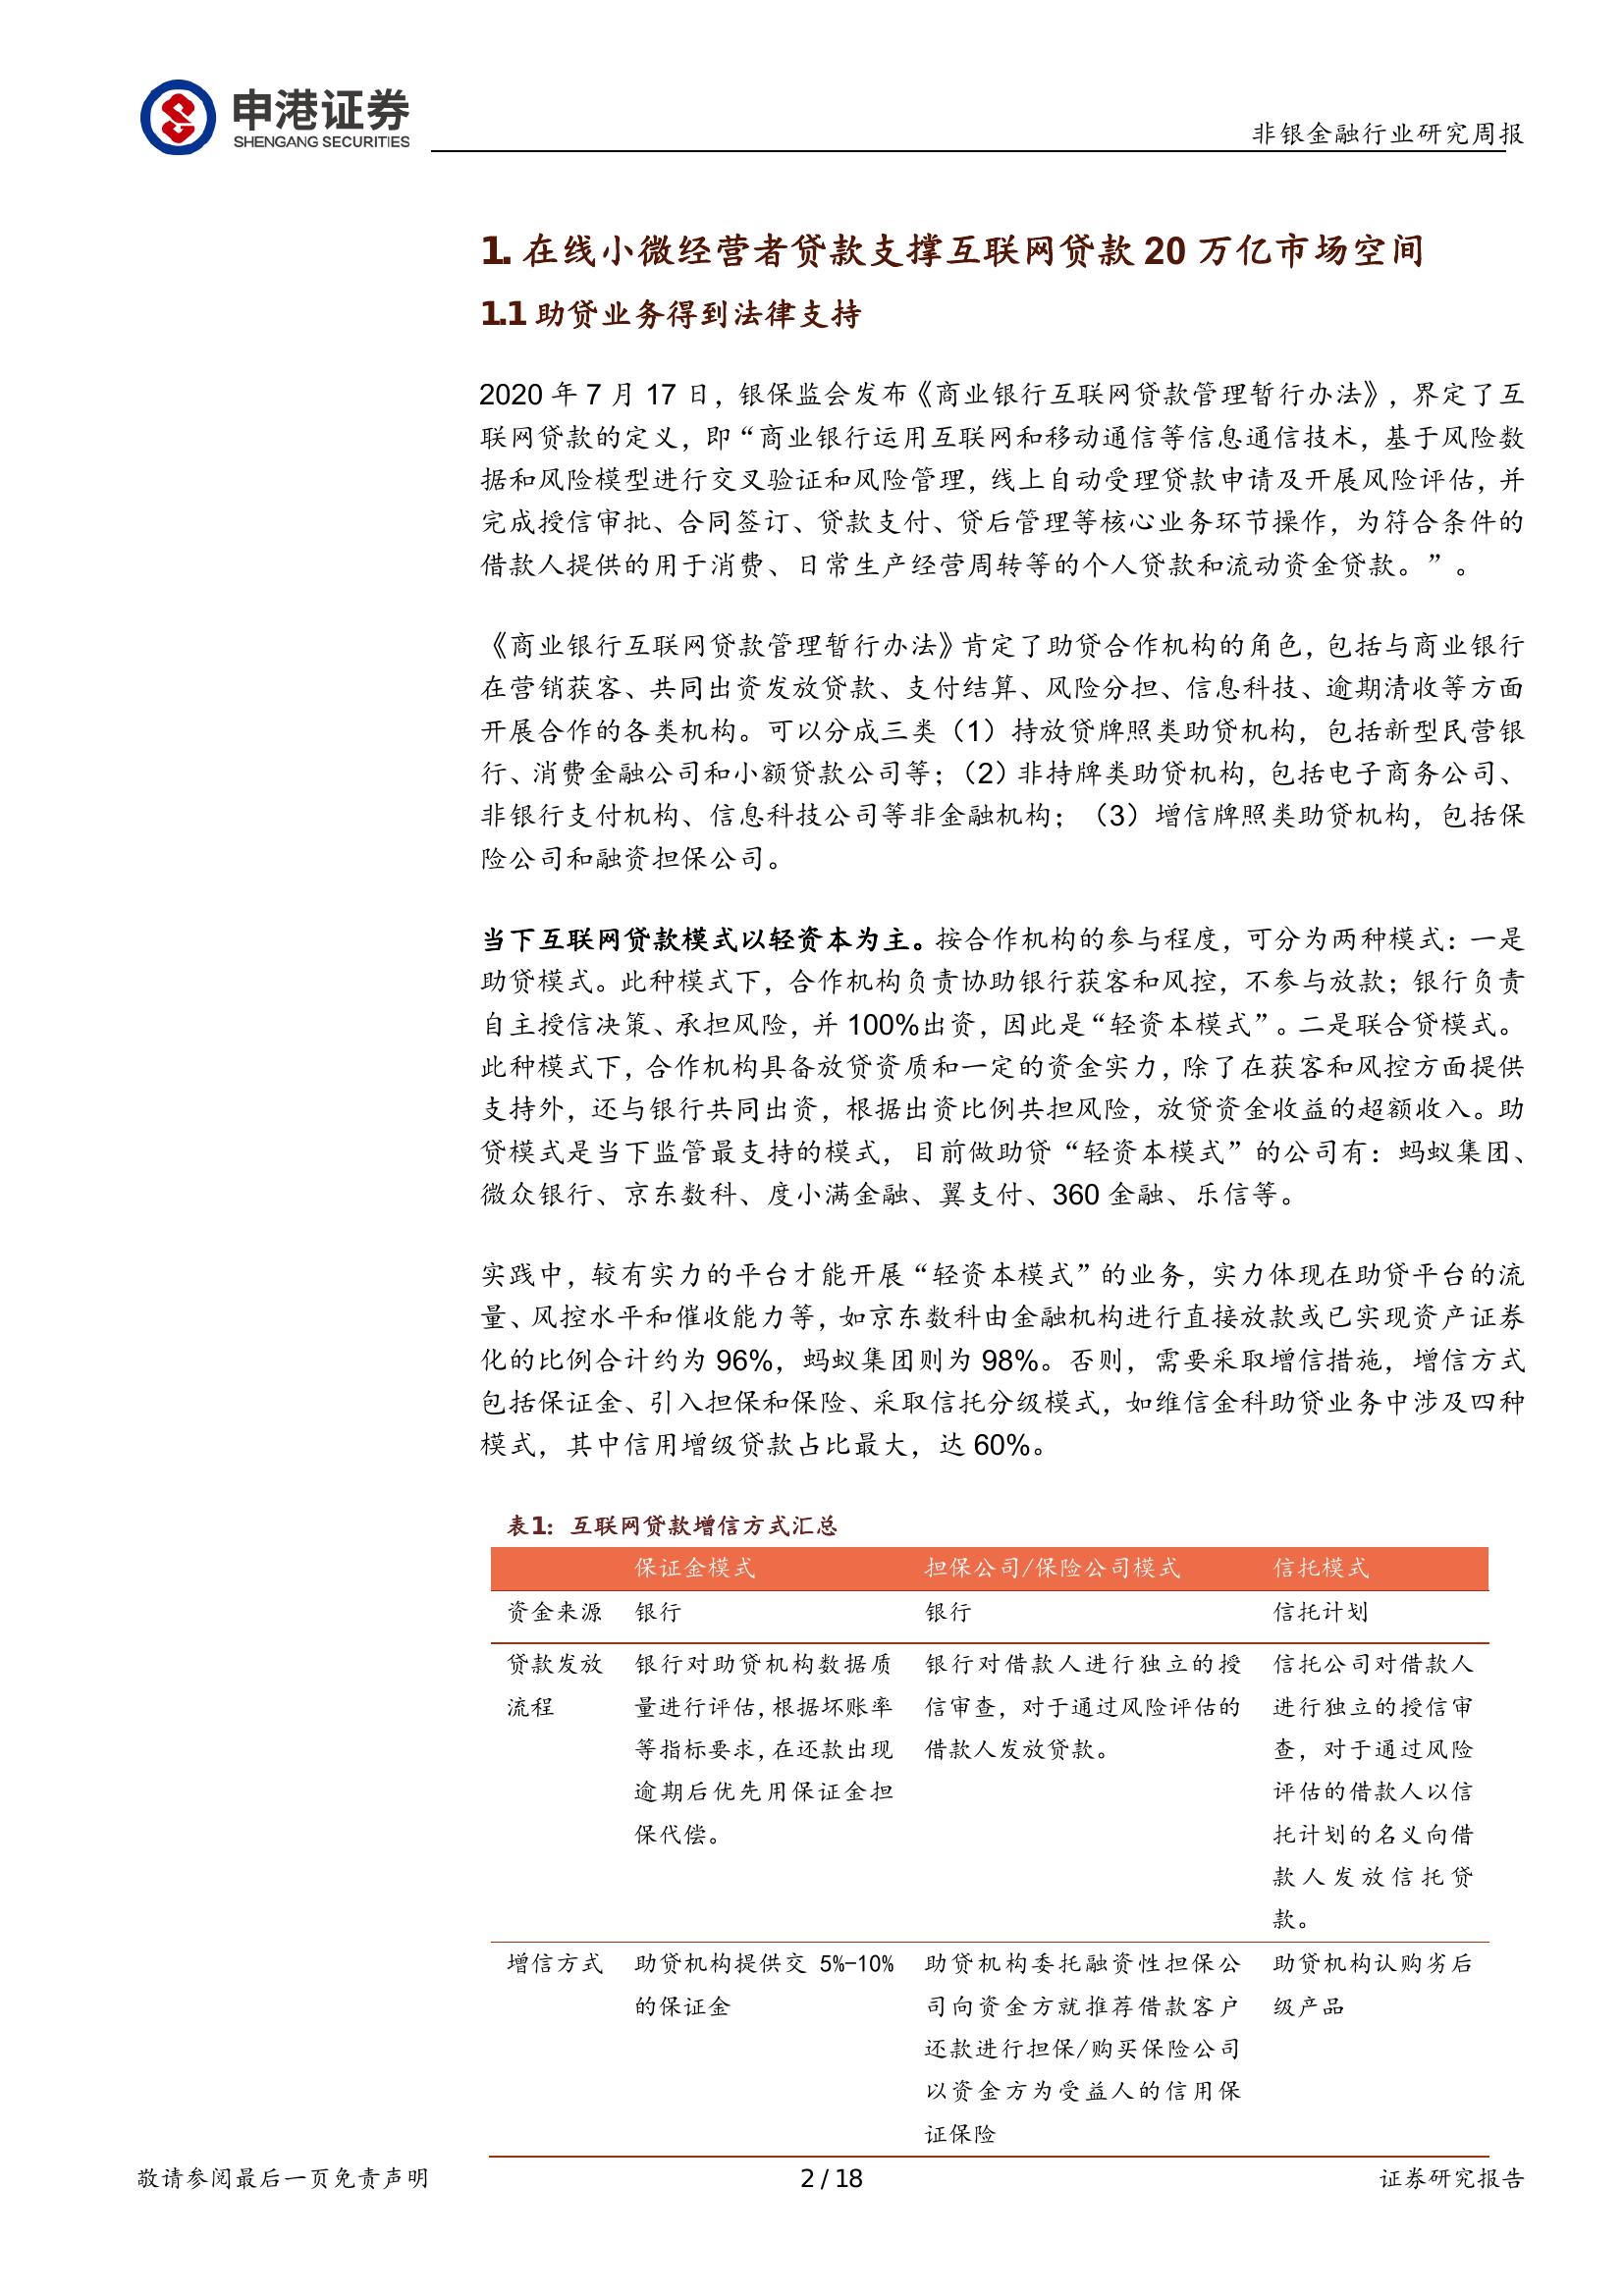 申港证券
SHENGANG SECURITIES
非银金融行业研究周报
1. 在线小微经营者贷款支撑互联网贷款 20 万亿市场空间
1.1 助贷业务得到法律支持
2020 年 7 月 17 日，银保监会发布《商业银行互联网贷款管理暂行办法》，界定了互
联网贷款的定义，即“商业银行运用互联网和移动通信等信息通信技术，基于风险数
据和风险模型进行交叉验证和风险管理，线上自动受理贷款申请及开展风险评估，并
完成授信审批、合同签订、贷款支付、贷后管理等核心业务环节操作，为符合条件的
借款人提供的用于消费、日常生产经营周转等的个人贷款和流动资金贷款。”。
《商业银行互联网贷款管理暂行办法》肯定了助贷合作机构的角色，包括与商业银行
在营销获客、共同出资发放贷款、支付结算、风险分担、信息科技、逾期清收等方面
开展合作的各类机构。可以分成三类（1）持放贷牌照类助贷机构，包括新型民营银
行、消费金融公司和小额贷款公司等；（2）非持牌类助贷机构，包括电子商务公司、
非银行支付机构、信息科技公司等非金融机构；（3）增信牌照类助贷机构，包括保
险公司和融资担保公司。
当下互联网贷款模式以轻资本为主。按合作机构的参与程度，可分为两种模式：一是
助贷模式。此种模式下，合作机构负责协助银行获客和风控，不参与放款；银行负责
自主授信决策、承担风险，并 100%出资，因此是“轻资本模式”。二是联合贷模式。
此种模式下，合作机构具备放贷资质和一定的资金实力，除了在获客和风控方面提供
支持外，还与银行共同出资，根据出资比例共担风险，放贷资金收益的超额收入。助
贷模式是当下监管最支持的模式，目前做助贷“轻资本模式”的公司有：蚂蚁集团、
微众银行、京东数科、度小满金融、翼支付、360 金融、乐信等。
实践中，较有实力的平台才能开展“轻资本模式”的业务，实力体现在助贷平台的流
量、风控水平和催收能力等，如京东数科由金融机构进行直接放款或已实现资产证券
化的比例合计约为 96%，蚂蚁集团则为 98%。否则，需要采取增信措施，增信方式
包括保证金、引入担保和保险、采取信托分级模式，如维信金科助贷业务中涉及四种
模式，其中信用增级贷款占比最大，达 60%。
表1：互联网贷款增信方式汇总
保证金模式 担保公司/保险公司模式 信托模式
资金来源 银行 银行 信托计划
贷款发放 银行对助贷机构数据质 银行对借款人进行独立的授 信托公司对借款人
流程 量进行评估，根据坏账率 信审查，对于通过风险评估的 进行独立的授信审
等指标要求，在还款出现 借款人发放贷款。 查，对于通过风险
逾期后优先用保证金担 评估的借款人以信
保代偿。 托计划的名义向借
款人发放信托贷
款。
增信方式 助贷机构提供交 5%-10% 助贷机构委托融资性担保公 助贷机构认购劣后
的保证金 司向资金方就推荐借款客户 级产品
还款进行担保/购买保险公司
以资金方为受益人的信用保
证保险
敬请参阅最后一页免责声明 2 / 18 证券研究报告